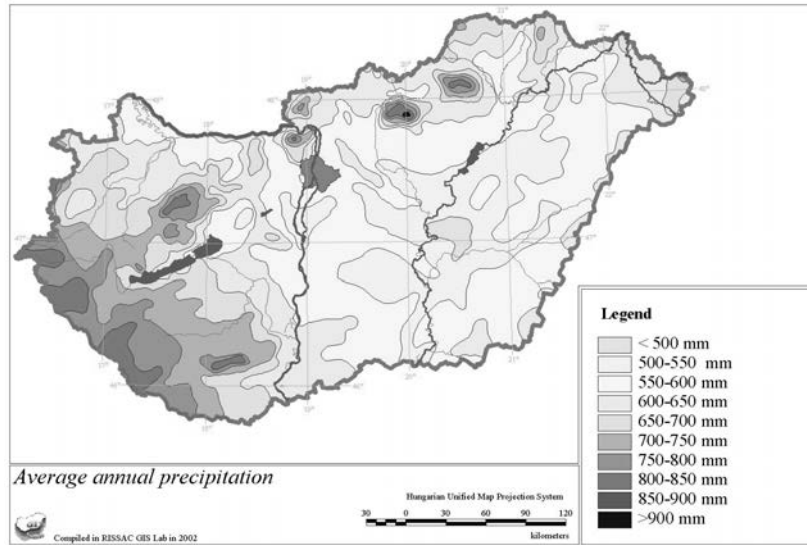 Legend
< 500 mm
500-550 mm
550-600 mm
600-650 mm
650-700 mm
700-750 mm
750-800 mm
800-850 mm
850-900 mm
>900 mm
Average annual precipitation
Hungarian Unified Map Projection System
30 0 30 60 90 120
kilometers
Compiled in RISSAC GIS Lab in 2002